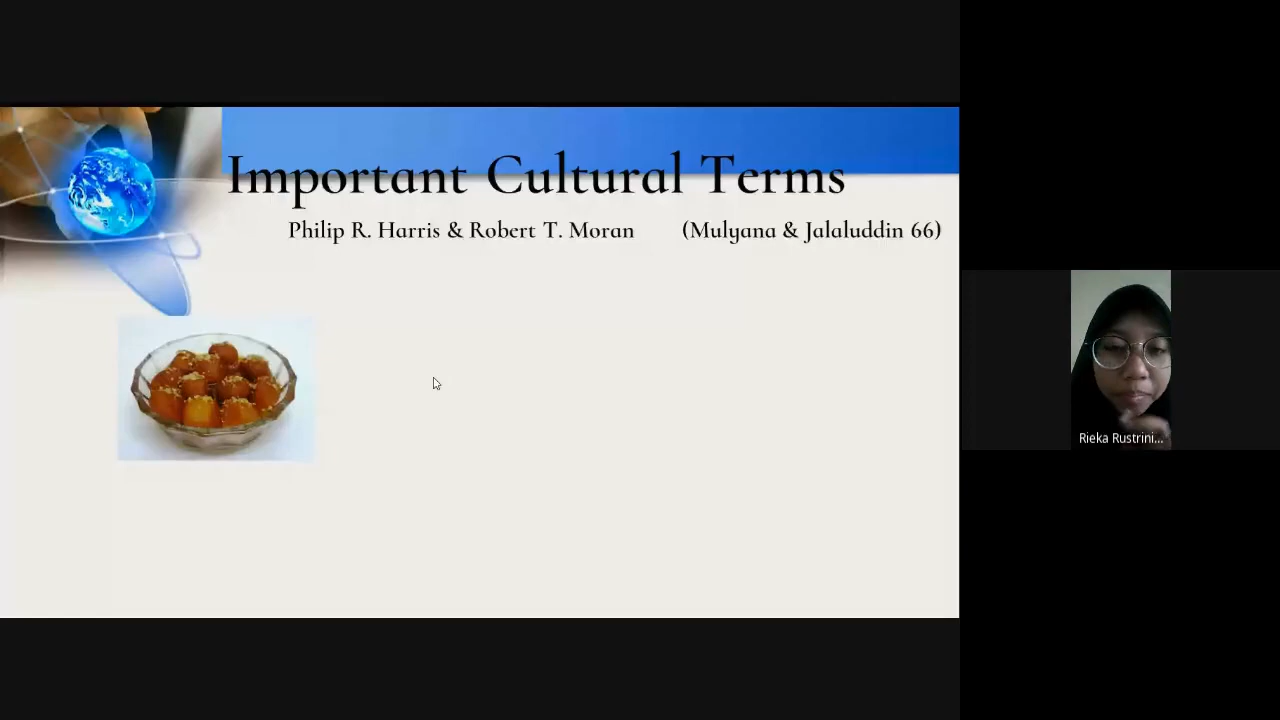 Important Cultural Terms
Philip R. Harris & Robert T. Moran (Mulyana & Jalaluddin 66)
Rieka Rustrini...